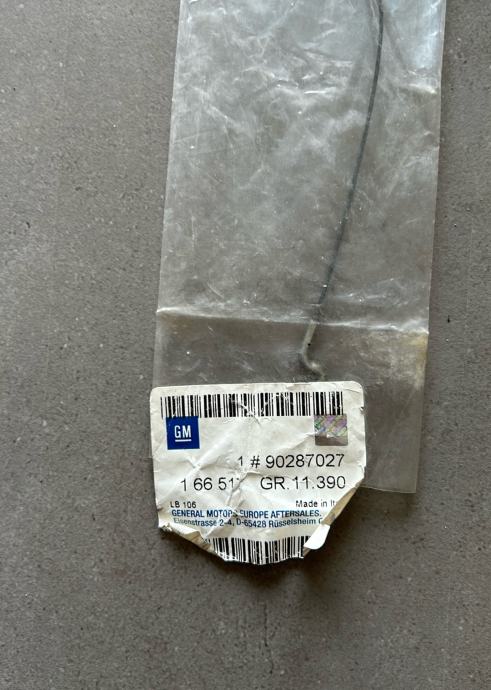 GM
1 # 90287027
1 66 51
GR.11.390
LB 106
Made in It
GENERAL MOTORS EUROPE AFTERSALES.
Eisenstrasse 2-4, D-65428 Rüsselsheim